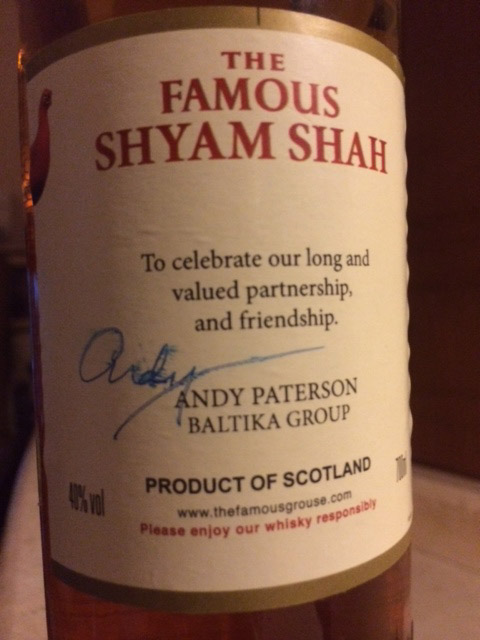 THE
FAMOUS
SHYAM SHAH
To celebrate our long and
valued partnership,
and friendship.
Andy
ANDY PATERSON
BALTIKA GROUP
40% vol
PRODUCT OF SCOTLAND
www.thefamousgrouse.com
Please enjoy our whisky responsibly